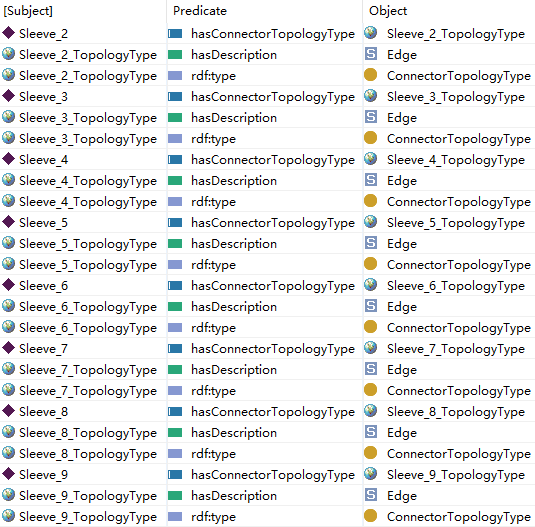 [Subject] Predicate Object
Sleeve_2 hasConnectorTopologyType Sleeve_2_TopologyType
Sleeve_2_TopologyType hasDescription S Edge
Sleeve_2_TopologyType rdf:type ConnectorTopologyType
Sleeve_3 hasConnectorTopologyType Sleeve_3_TopologyType
Sleeve_3_TopologyType hasDescription S Edge
Sleeve_3_TopologyType rdf:type ConnectorTopologyType
Sleeve_4 hasConnectorTopologyType Sleeve_4_TopologyType
Sleeve_4_TopologyType hasDescription S Edge
Sleeve_4_TopologyType rdf:type ConnectorTopologyType
Sleeve_5 hasConnectorTopologyType Sleeve_5_TopologyType
Sleeve_5_TopologyType hasDescription S Edge
Sleeve_5_TopologyType rdf:type ConnectorTopologyType
Sleeve_6 hasConnectorTopologyType Sleeve_6_TopologyType
Sleeve_6_TopologyType hasDescription S Edge
Sleeve_6_TopologyType rdf:type ConnectorTopologyType
Sleeve_7 hasConnectorTopologyType Sleeve_7_TopologyType
Sleeve_7_TopologyType hasDescription S Edge
Sleeve_7_TopologyType rdf:type ConnectorTopologyType
Sleeve_8 hasConnectorTopologyType Sleeve_8_TopologyType
Sleeve_8_TopologyType hasDescription S Edge
Sleeve_8_TopologyType rdf:type ConnectorTopologyType
Sleeve_9 hasConnectorTopologyType Sleeve_9_TopologyType
Sleeve_9_TopologyType hasDescription S Edge
Sleeve_9_TopologyType rdf:type ConnectorTopologyType